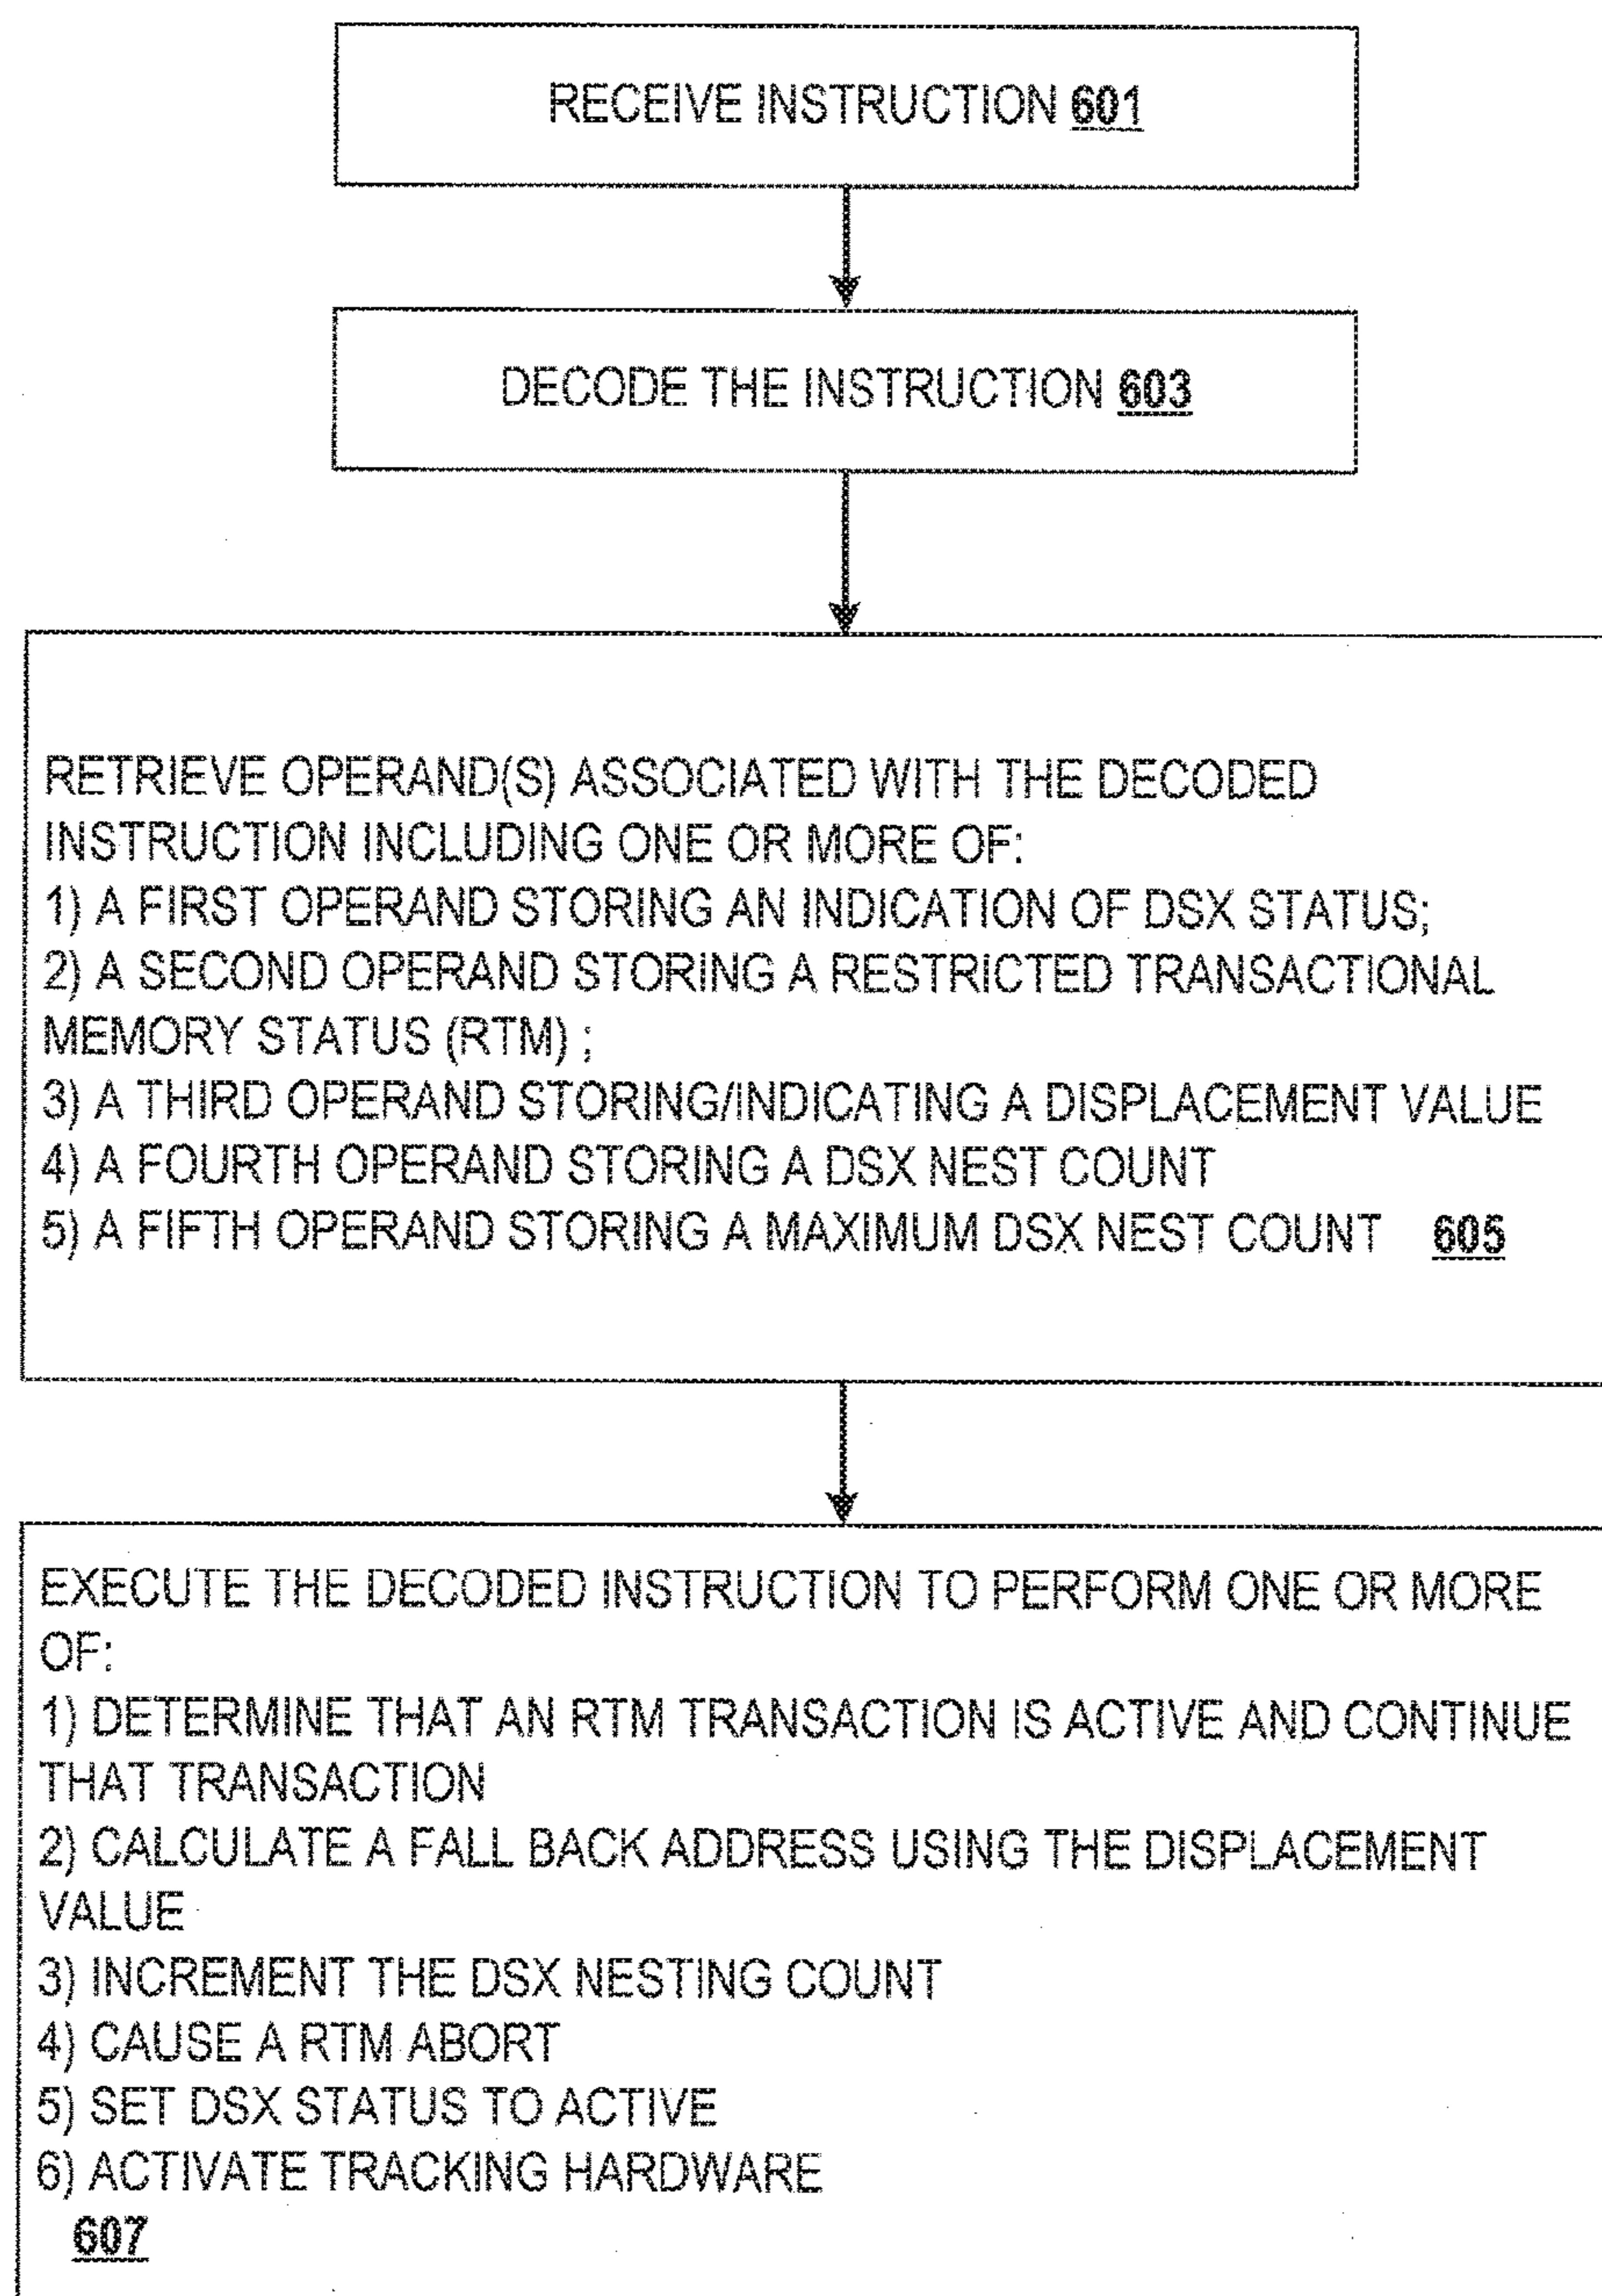 RECEIVE INSTRUCTION 601
DECODE THE INSTRUCTION 603
RETRIEVE OPERAND(S) ASSOCIATED WITH THE DECODED
INSTRUCTION INCLUDING ONE OR MORE OF:
1) A FIRST OPERAND STORING AN INDICATION OF DSX STATUS;
2) A SECOND OPERAND STORING A RESTRICTED TRANSACTIONAL
MEMORY STATUS (RTM) ;
3) A THIRD OPERAND STORING/INDICATING A DISPLACEMENT VALUE
4) A FOURTH OPERAND STORING A DSX NEST COUNT
5) A FIFTH OPERAND STORING A MAXIMUM DSX NEST COUNT 605
EXECUTE THE DECODED INSTRUCTION TO PERFORM ONE OR MORE
OF:
1) DETERMINE THAT AN RTM TRANSACTION IS ACTIVE AND CONTINUE
THAT TRANSACTION
2) CALCULATE A FALL BACK ADDRESS USING THE DISPLACEMENT
VALUE
3) INCREMENT THE DSX NESTING COUNT
4) CAUSE A RTM ABORT
5) SET DSX STATUS TO ACTIVE
6) ACTIVATE TRACKING HARDWARE
607